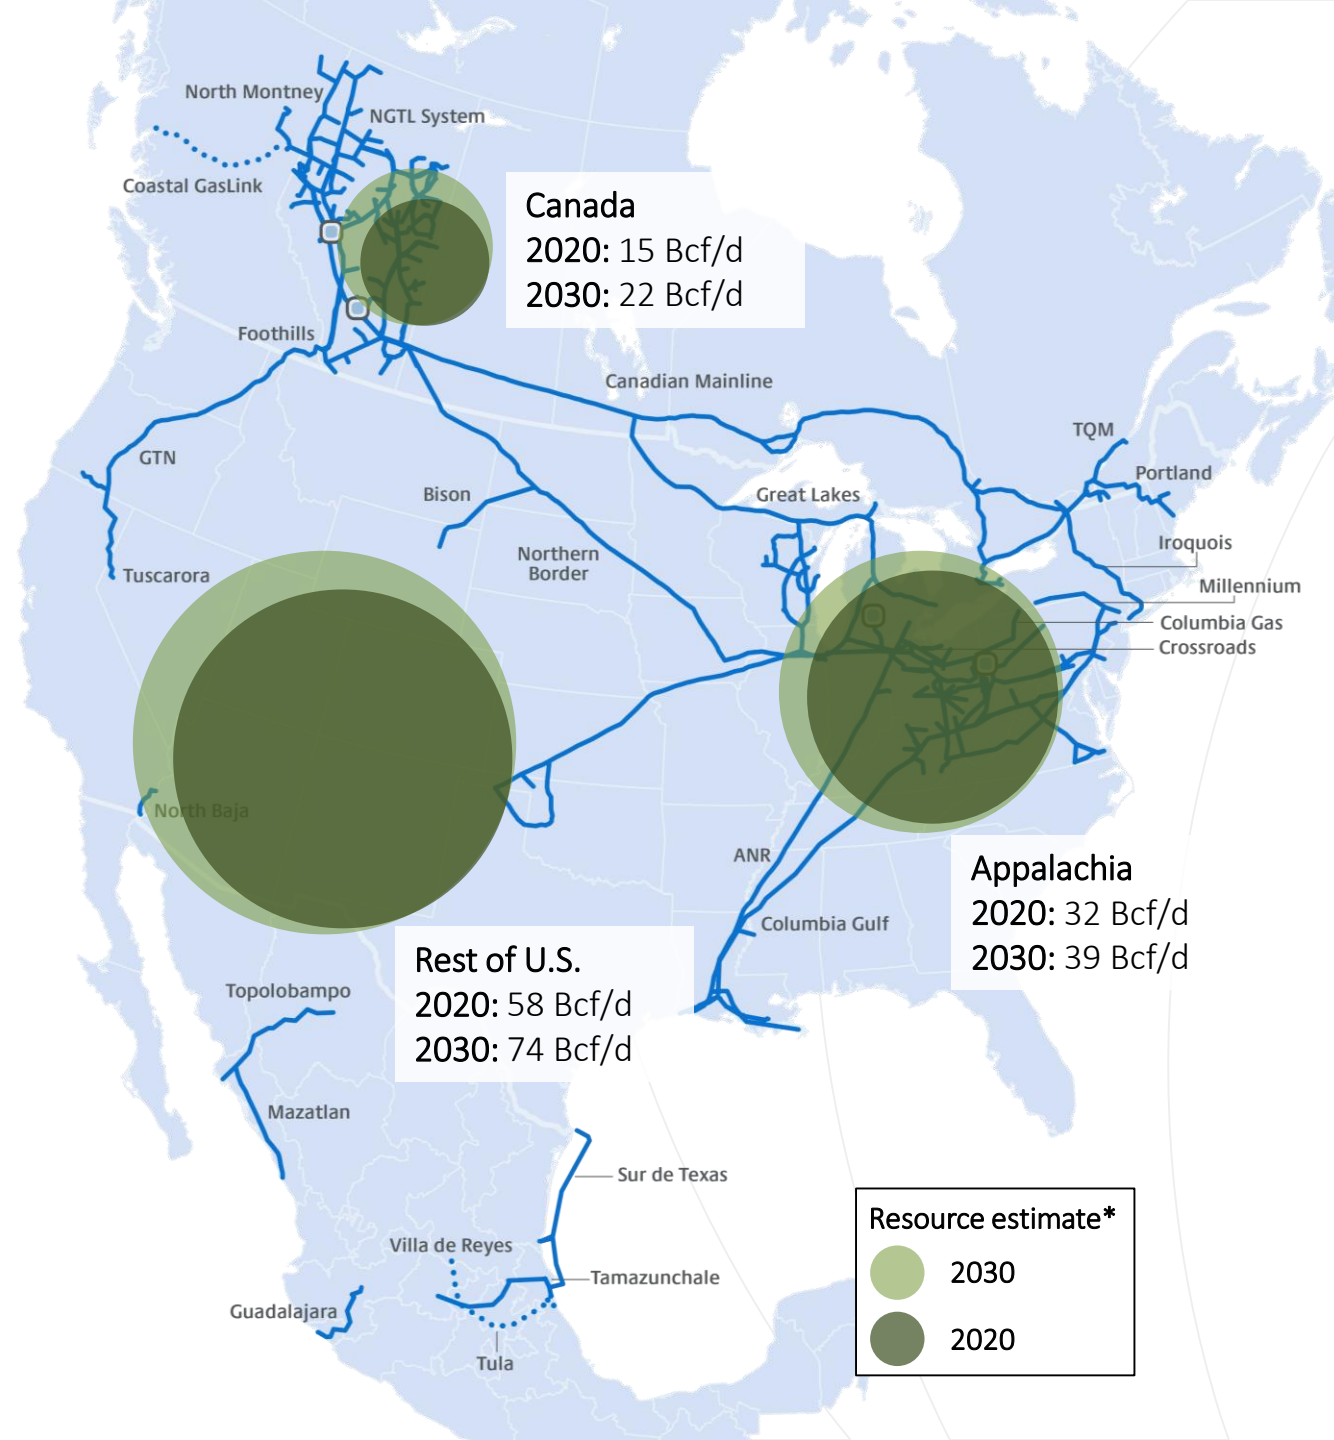 North Montney
NGTL System
Coastal GasLink
Canada
2020: 15 Bcf/d
2030: 22 Bcf/d
Foothills
Canadian Mainline
GTN
TQM
Portland
Bison
Great Lakes
Northern
Border
Iroquois
Tuscarora
Millennium
Columbia Gas
Crossroads
North Baja
ANR
Appalachia
2020: 32 Bcf/d
2030: 39 Bcf/d
Columbia Gulf
Rest of U.S.
2020: 58 Bcf/d
2030: 74 Bcf/d
Topolobampo
Mazatlan
Sur de Texas
Villa de Reyes
Tamazunchale
Guadalajara
Tula
Resource estimate*
2030
2020